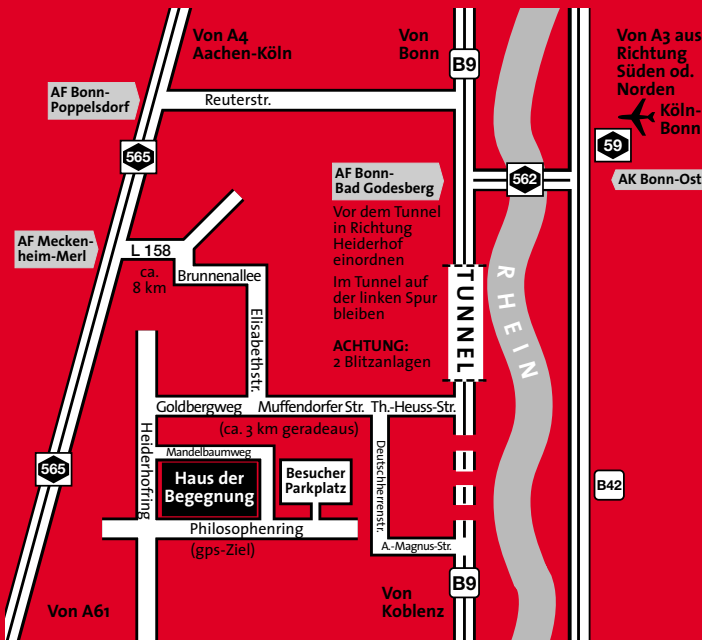 Von A4
Aachen-Köln
Von
Bonn
B9
Von A3 aus
Richtung
Süden od.
Norden
Köln-
Bonn
59
AK Bonn-Ost
AF Bonn-
Poppelsdorf
Reuterstr.
565
AF Bonn-
Bad Godesberg
562
Vor dem Tunnel
in Richtung
Heiderhof
einordnen
Im Tunnel auf
der linken Spur
bleiben
ACHTUNG:
2 Blitzanlagen
TUNNEL
RHEIN
AF Mecken-
heim-Merl
L 158
ca.
8 km
Brunnenallee
Elisabethstr.
Goldbergweg
Muffendorfer Str.
Th.-Heuss-Str.
(ca. 3 km geradeaus)
Heiderhofring
Mandelbaumweg
Haus der
Begegnung
Besucher
Parkplatz
Deutschherrenstr.
565
B42
Philosophenring
(gps-Ziel)
A.-Magnus-Str.
Von A61
Von
Koblenz
B9